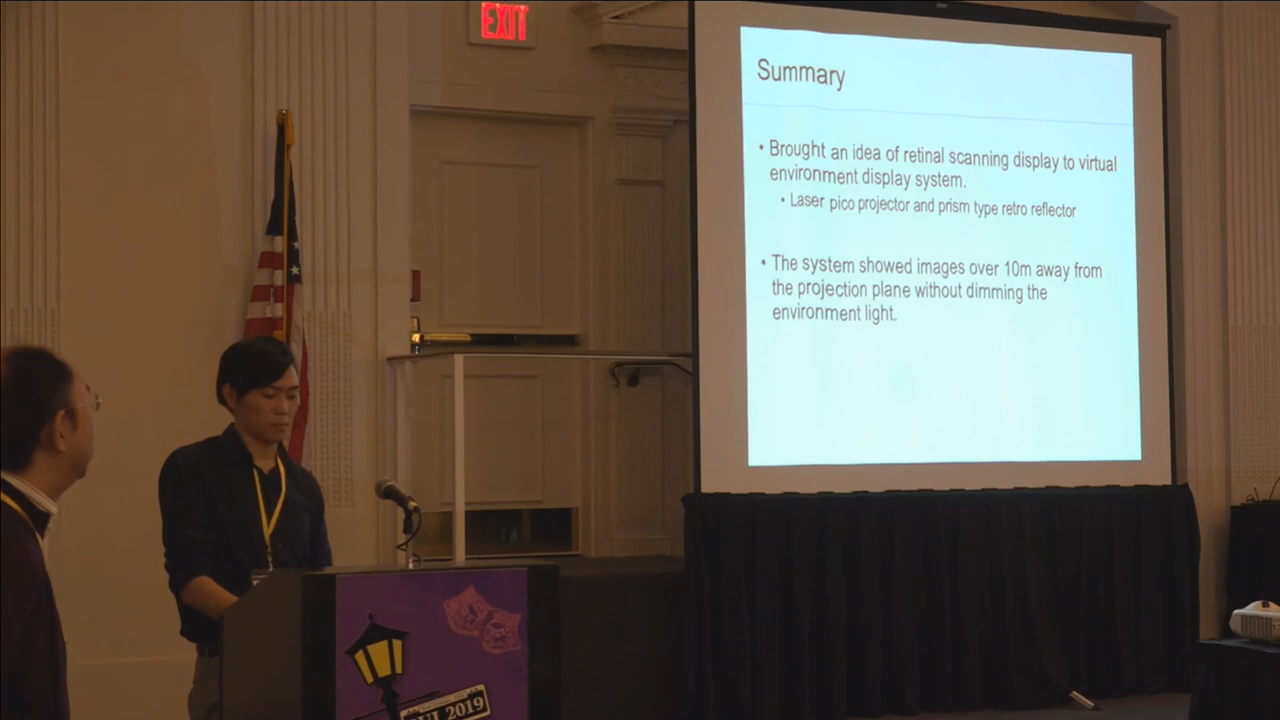 EXIT
Summary
• Brought an idea of retinal scanning display to virtual
environment display system.
• Laser pico projector and prism type retro reflector
• The system showed images over 10m away from
the projection plane without dimming the
environment light.
2019